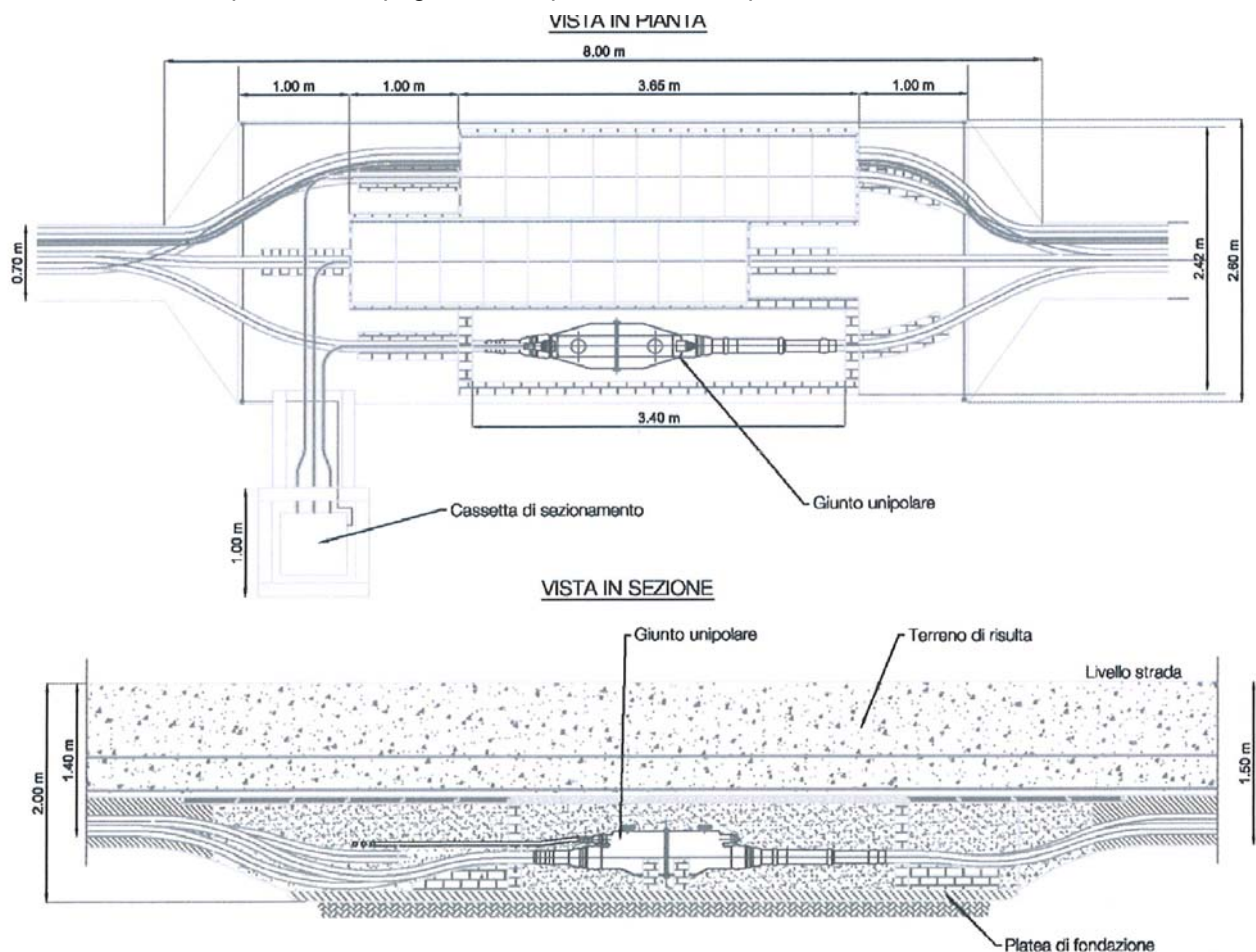 VISTA IN PIANTA
8.00 m
1.00 m
1.00 m
3.65 m
1.00 m
0.70 m
2.42 m
2.60 m
3.40 m
Giunto unipolare
Cassetta di sezionamento
1.00 m
VISTA IN SEZIONE
Giunto unipolare
Terreno di risulta
Livello strada
2.00 m
1.40 m
1.50 m
Platea di fondazione